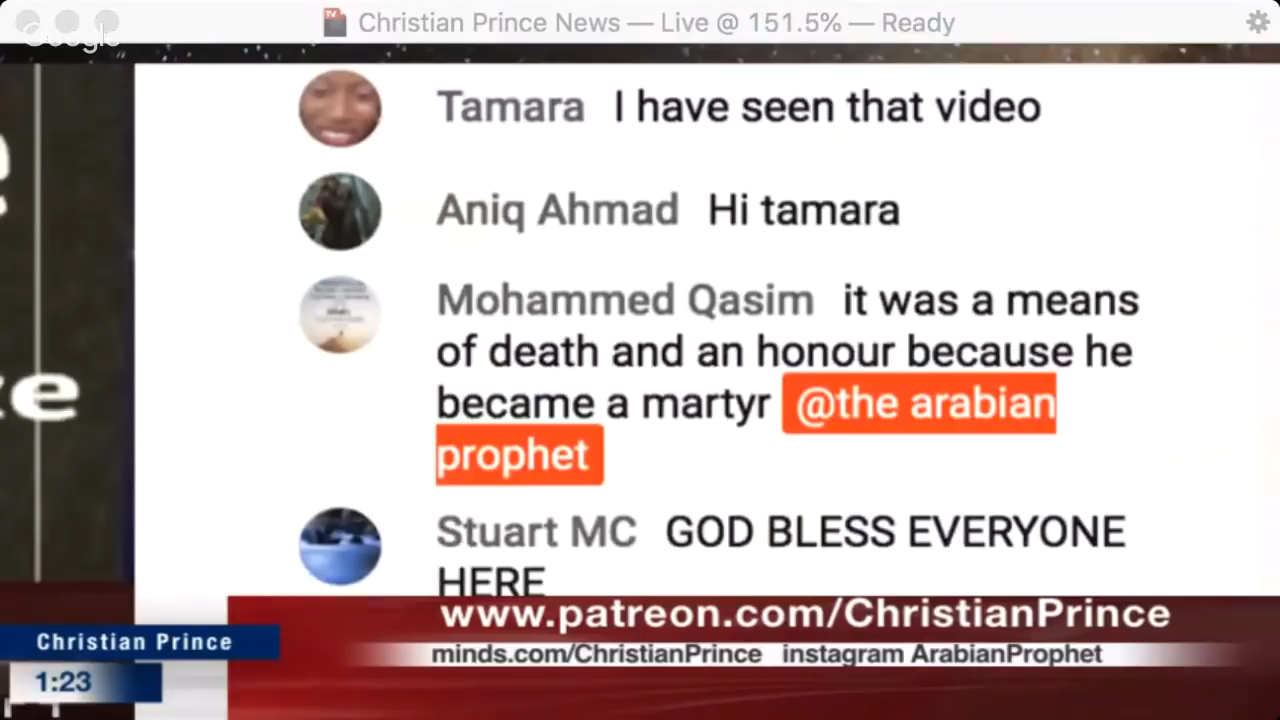 Christian Prince News — Live @ 151.5% — Ready
Google
Tamara I have seen that video
Aniq Ahmad Hi tamara
Mohammed Qasim it was a means
of death and an honour because he
became a martyr @the arabian
prophet
Stuart MC GOD BLESS EVERYONE
HERE
www.patreon.com/ChristianPrince
Christian Prince
minds.com/ChristianPrince instagram ArabianProphet
1:23